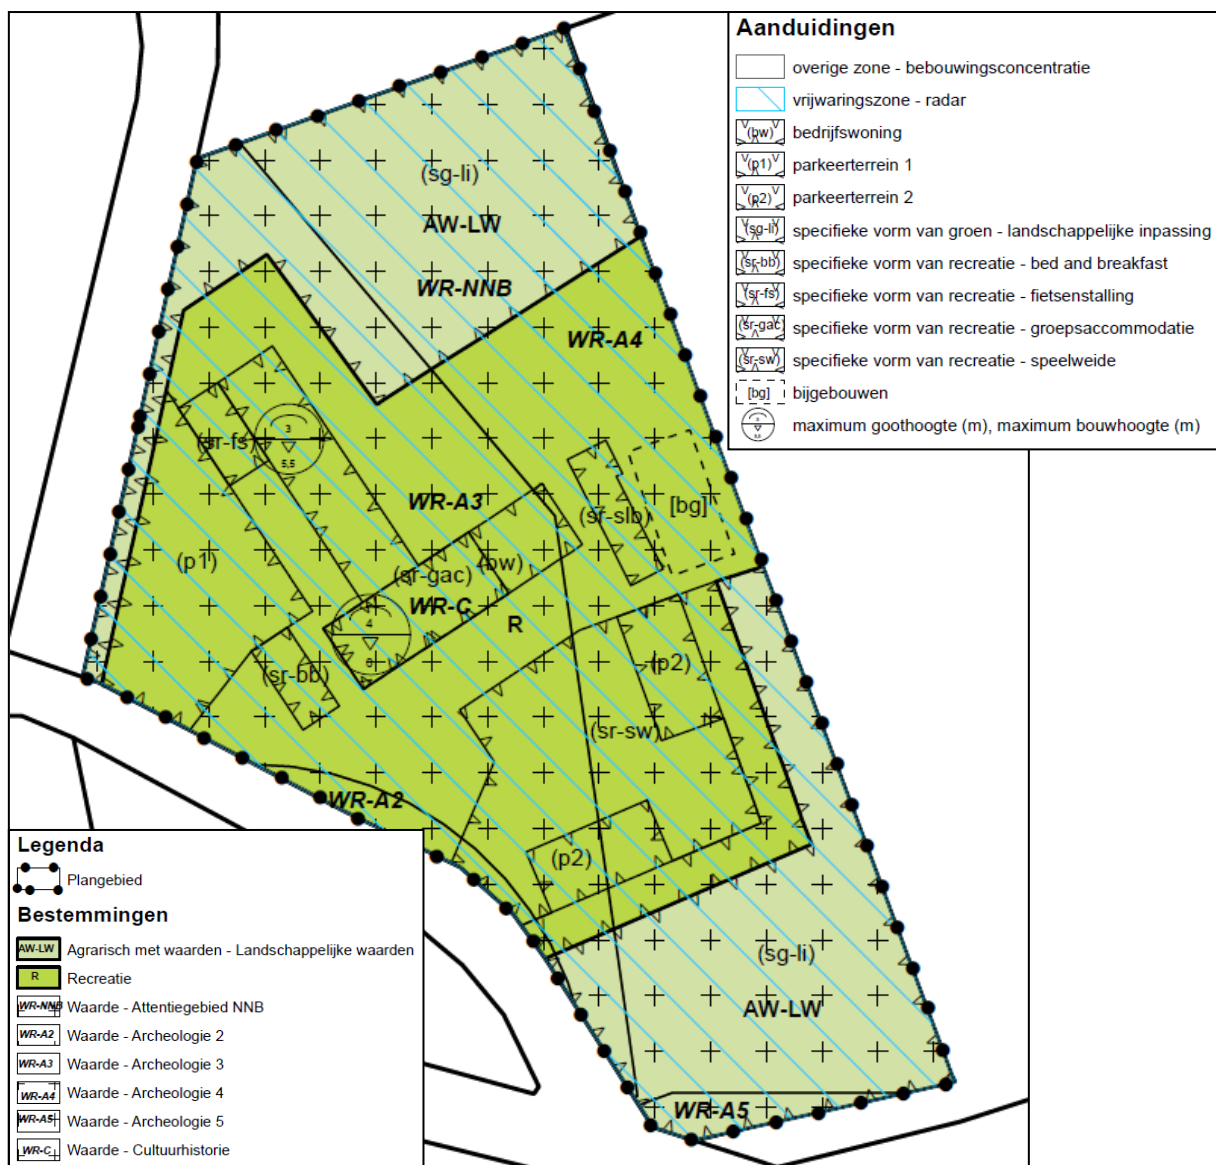 Aanduidingen
overige zone - bebouwingsconcentratie
vrijwaringszone - radar
(bw) bedrijfswoning
(p1) parkeerterrein 1
(p2) parkeerterrein 2
(sg-li) specifieke vorm van groen - landschappelijke inpassing
(sr-bb) specifieke vorm van recreatie - bed and breakfast
(sr-fs) specifieke vorm van recreatie - fietsenstalling
(sr-gac) specifieke vorm van recreatie - groepsaccommodatie
(sr-sw) specifieke vorm van recreatie - speelweide
[bg] bijgebouwen
maximum goothoogte (m), maximum bouwhoogte (m)
(sg-li)
AW-LW
WR-NNB
WR-A4
3
(sr-fs)
5,5
WR-A3
[bg]
(sr-slb)
(p1)
(bw)
(sr-gac)
WR-C
4
R
(p2)
(sr-bb)
(sr-sw)
WR-A2
(p2)
(sg-li)
AW-LW
WR-A5
Legenda
Plangebied
Bestemmingen
AW-LW Agrarisch met waarden - Landschappelijke waarden
R Recreatie
WR-NNB Waarde - Attentiegebied NNB
WR-A2 Waarde - Archeologie 2
WR-A3 Waarde - Archeologie 3
WR-A4 Waarde - Archeologie 4
WR-A5 Waarde - Archeologie 5
WR-C Waarde - Cultuurhistorie